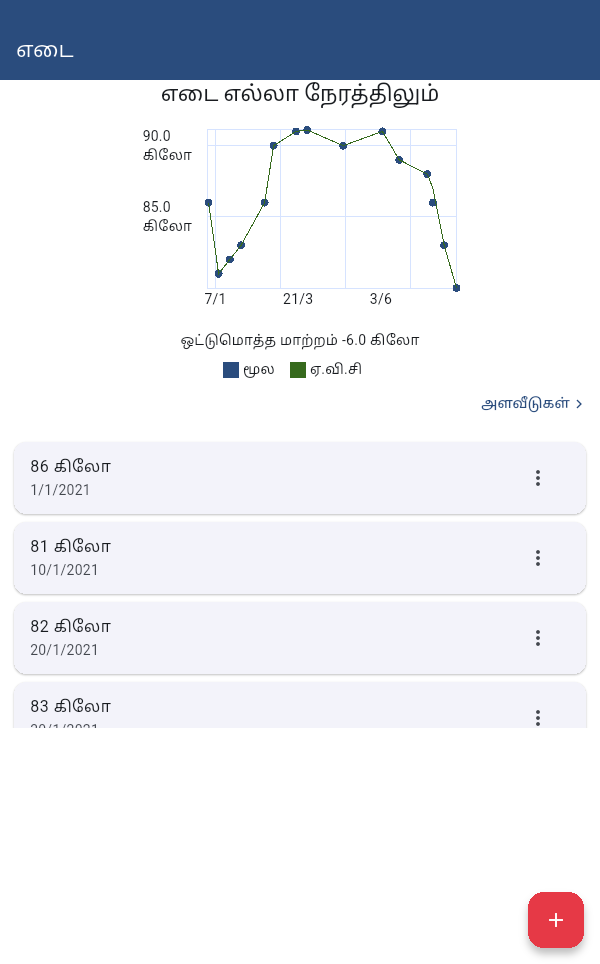 எடை
எடை எல்லா நேரத்திலும்
90.0
கிலோ
85.0
கிலோ
7/1 21/3 3/6
ஒட்டுமொத்த மாற்றம் -6.0 கிலோ
மூல ஏ.வி.சி
அளவீடுகள்
86 கிலோ
1/1/2021
81 கிலோ
10/1/2021
82 கிலோ
20/1/2021
83 கிலோ